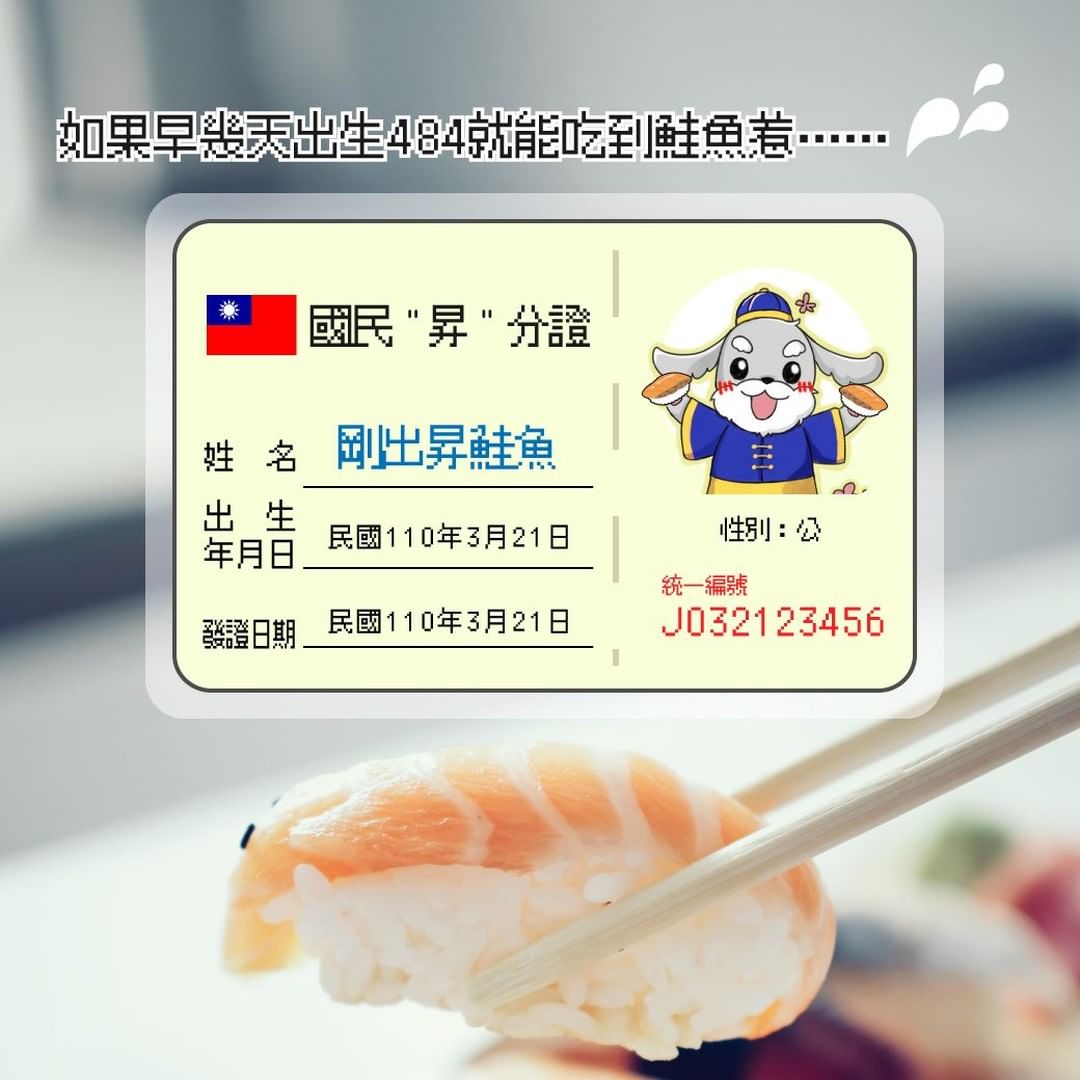 如果早幾天出生484就能吃到鮭魚惹……
國民"昇"分證
姓 名 剛出昇鮭魚
出 生
年月日 民國110年3月21日
發證日期 民國110年3月21日
性別：公
統一編號
J032123456